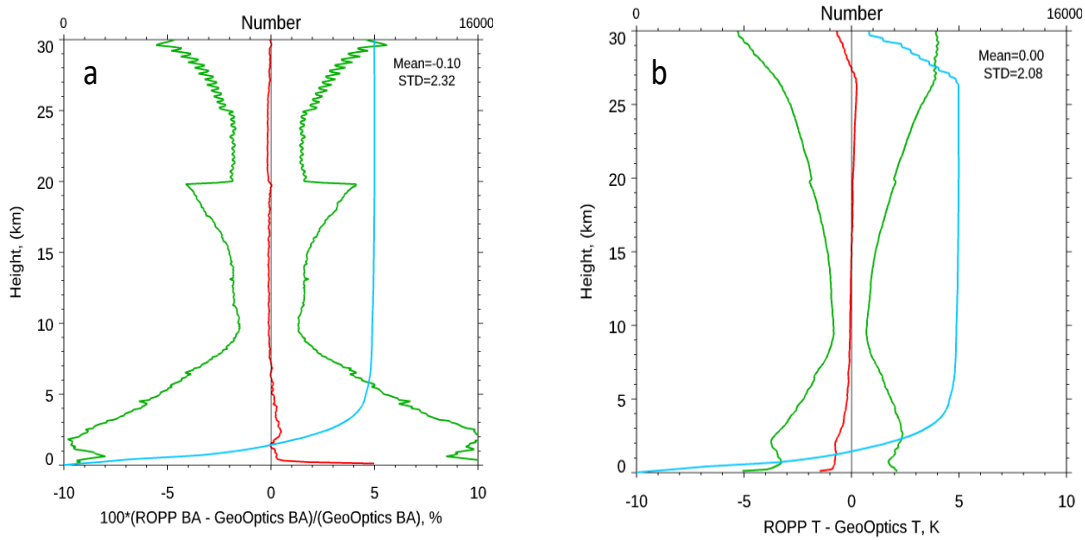 0 Number 16000
a
Mean=-0.10
STD=2.32
Height, (km)
30
25
20
15
10
5
0
-10 -5 0 5 10
100*(ROPP BA - GeoOptics BA)/(GeoOptics BA), %
0 Number 16000
b
Mean=0.00
STD=2.08
Height, (km)
30
25
20
15
10
5
0
-10 -5 0 5 10
ROPP T - GeoOptics T, K